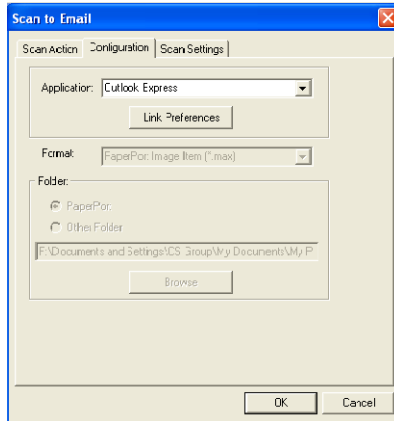 Scan to Email
Scan Action Configuration Scan Settings
Application: Outlook Express
Link Preferences
Format: PaperPort Image Item (*.max)
Folder:
PaperPort
Other Folder
F:\Documents and Settings\CS Group\My Documents\My P
Browse
OK Cancel